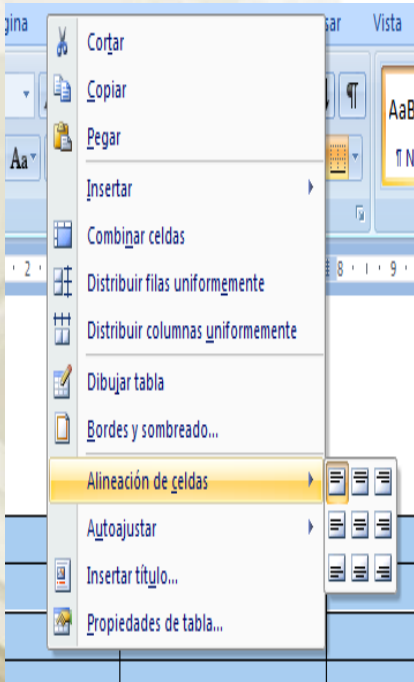 gina
sar Vista
Cortar
Copiar
Pegar
Insertar
Combinar celdas
Distribuir filas uniformemente
Distribuir columnas uniformemente
Dibujar tabla
Bordes y sombreado...
Alineación de celdas
Autoajustar
Insertar título...
Propiedades de tabla...
¶
AaB
Aa
¶ N
· 2 ·
8 · ı · 9 ·